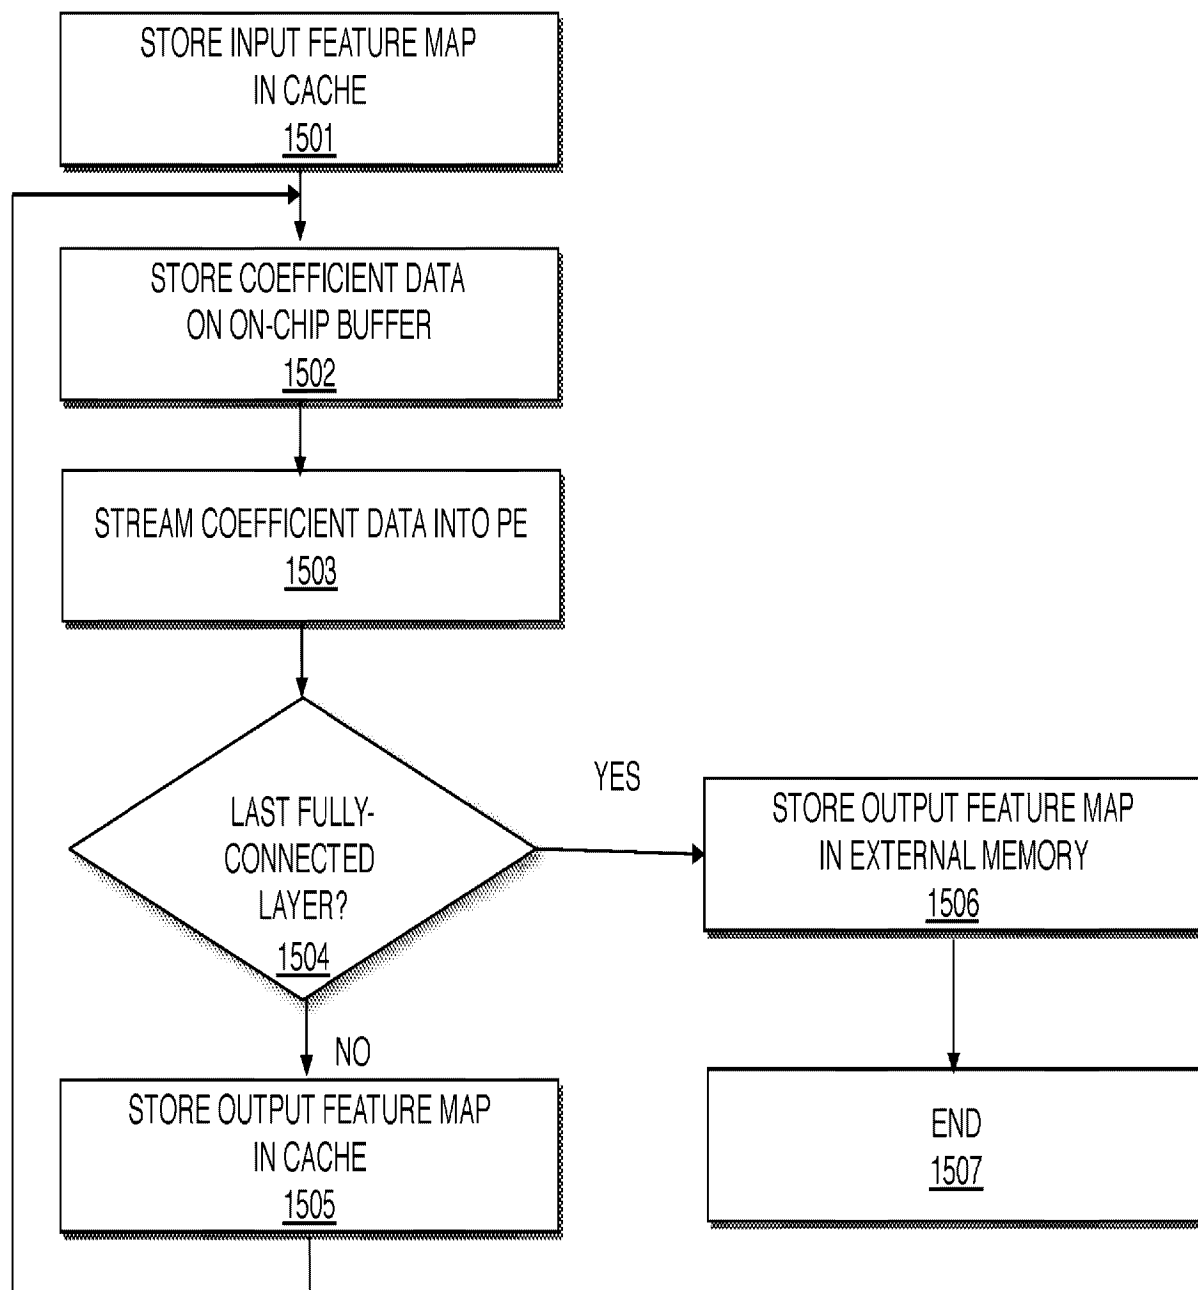 STORE INPUT FEATURE MAP
IN CACHE
1501
STORE COEFFICIENT DATA
ON ON-CHIP BUFFER
1502
STREAM COEFFICIENT DATA INTO PE
1503
LAST FULLY-
CONNECTED
LAYER?
1504
YES
STORE OUTPUT FEATURE MAP
IN EXTERNAL MEMORY
1506
NO
STORE OUTPUT FEATURE MAP
IN CACHE
1505
END
1507